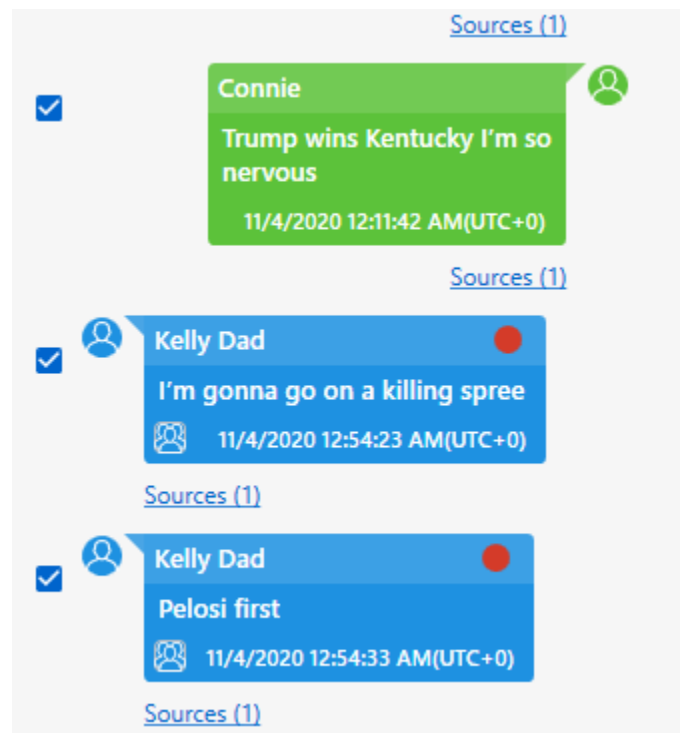 Sources (1)
Connie
Trump wins Kentucky I'm so
nervous
11/4/2020 12:11:42 AM(UTC+0)
Sources (1)
Kelly Dad
I'm gonna go on a killing spree
11/4/2020 12:54:23 AM(UTC+0)
Sources (1)
Kelly Dad
Pelosi first
11/4/2020 12:54:33 AM(UTC+0)
Sources (1)